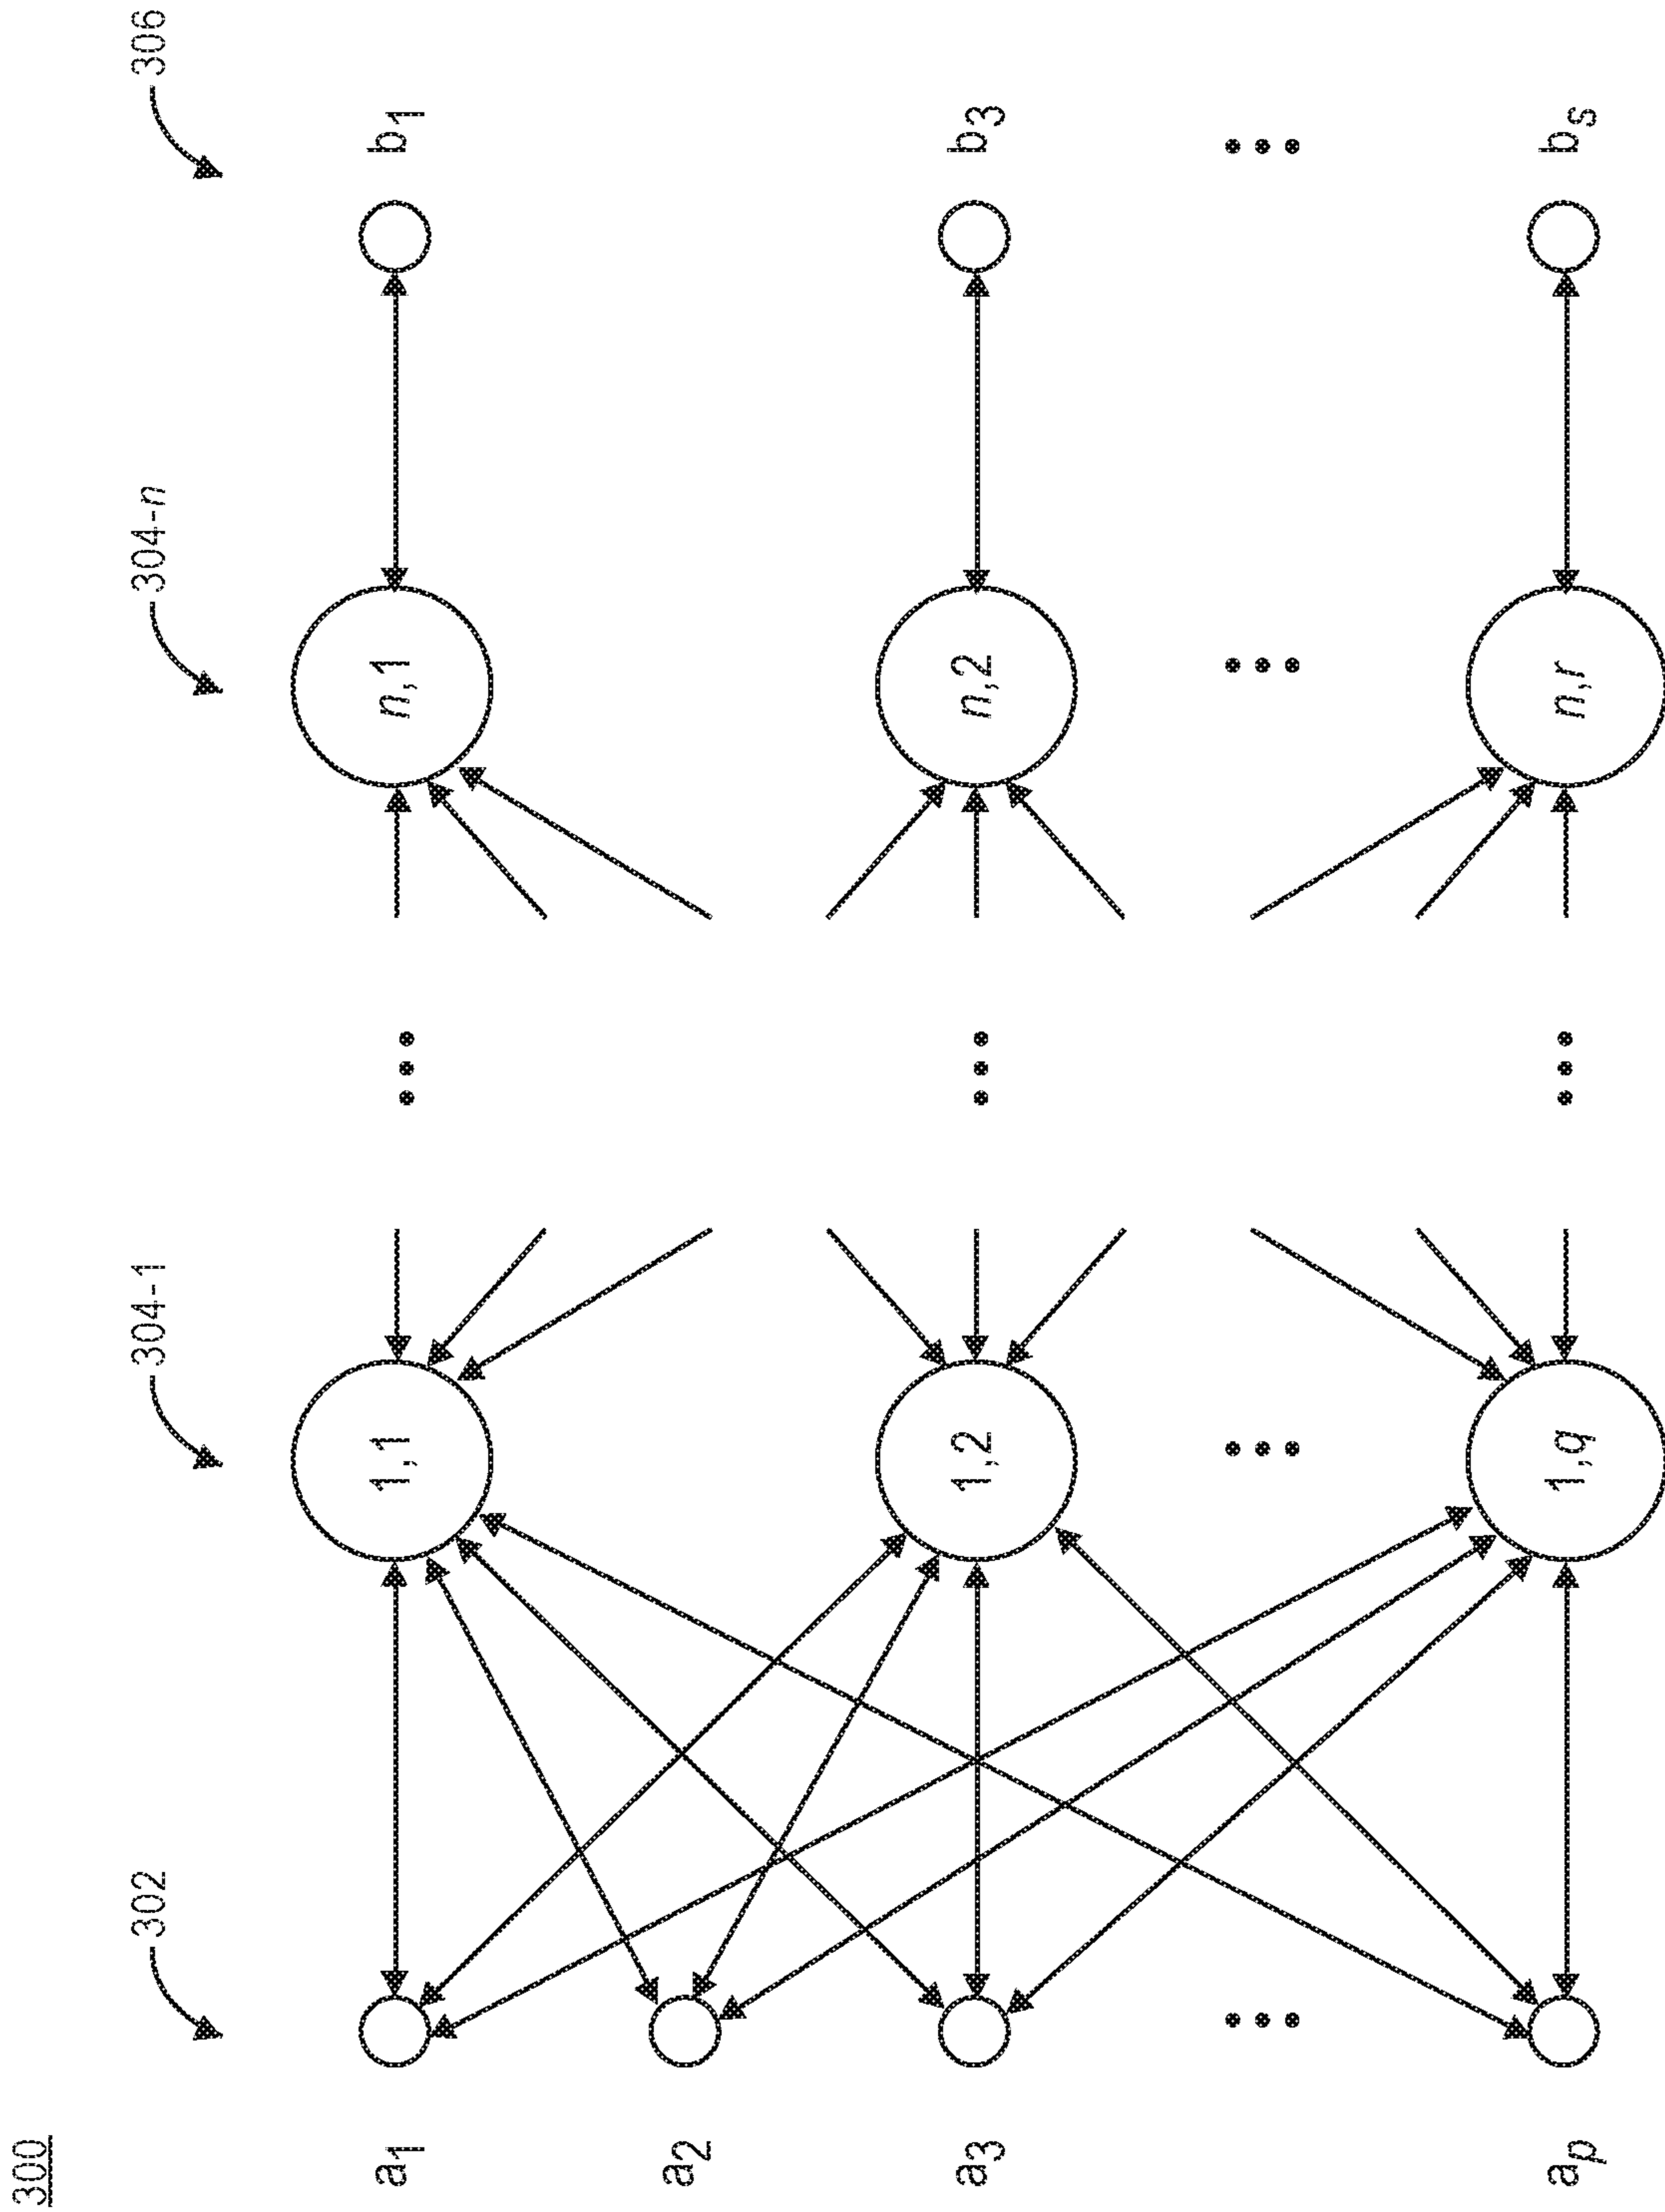 300
302
304-1
304-n
306
a1
1,1
n,1
b1
a2
a3
1,2
n,2
b3
ap
1,q
n,r
bs